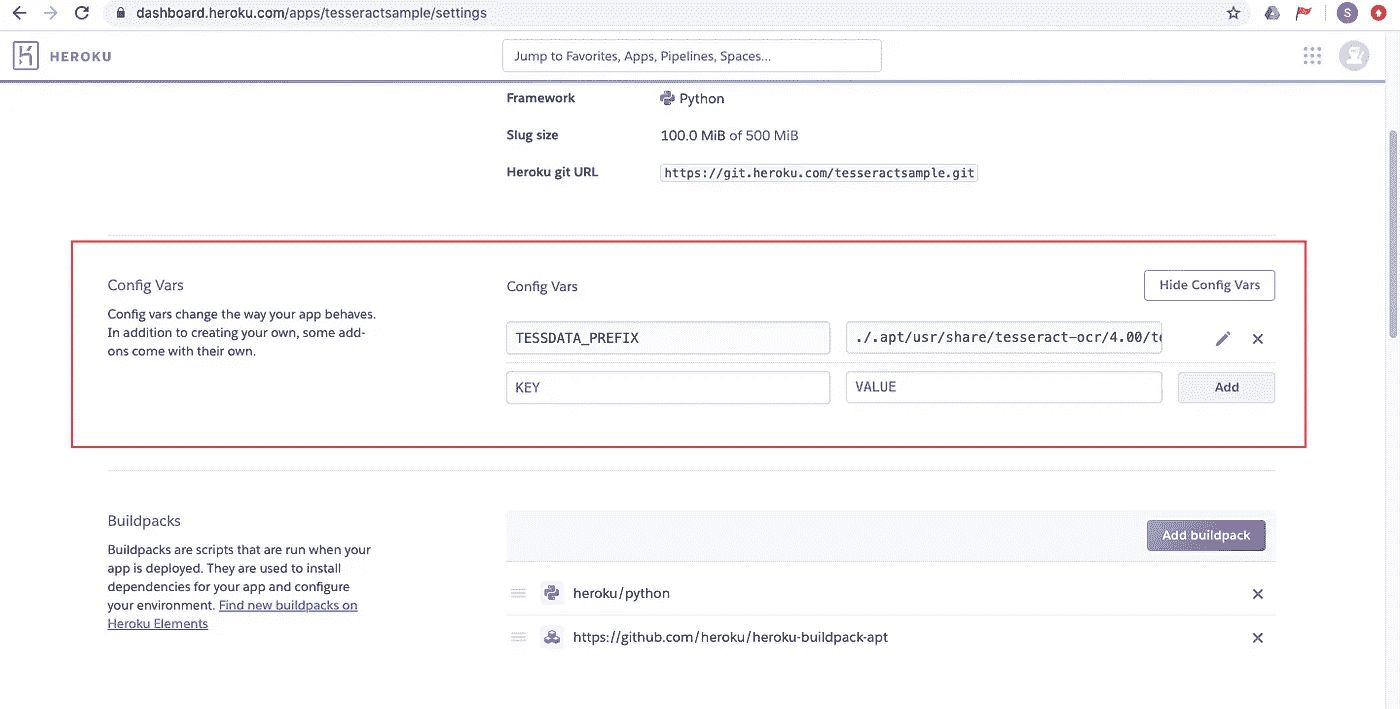 dashboard.heroku.com/apps/tesseractsample/settings
S
HEROKU
Jump to Favorites, Apps, Pipelines, Spaces...
Framework Python
Slug size 100.0 MiB of 500 MiB
Heroku git URL https://git.heroku.com/tesseractsample.git
Config Vars
Config vars change the way your app behaves.
In addition to creating your own, some add-
ons come with their own.
Config Vars Hide Config Vars
TESSDATA_PREFIX ./.apt/usr/share/tesseract-ocr/4.00/
KEY VALUE Add
Buildpacks
Buildpacks are scripts that are run when your
app is deployed. They are used to install
dependencies for your app and configure
your environment. Find new buildpacks on
Heroku Elements
Add buildpack
heroku/python
https://github.com/heroku/heroku-buildpack-apt